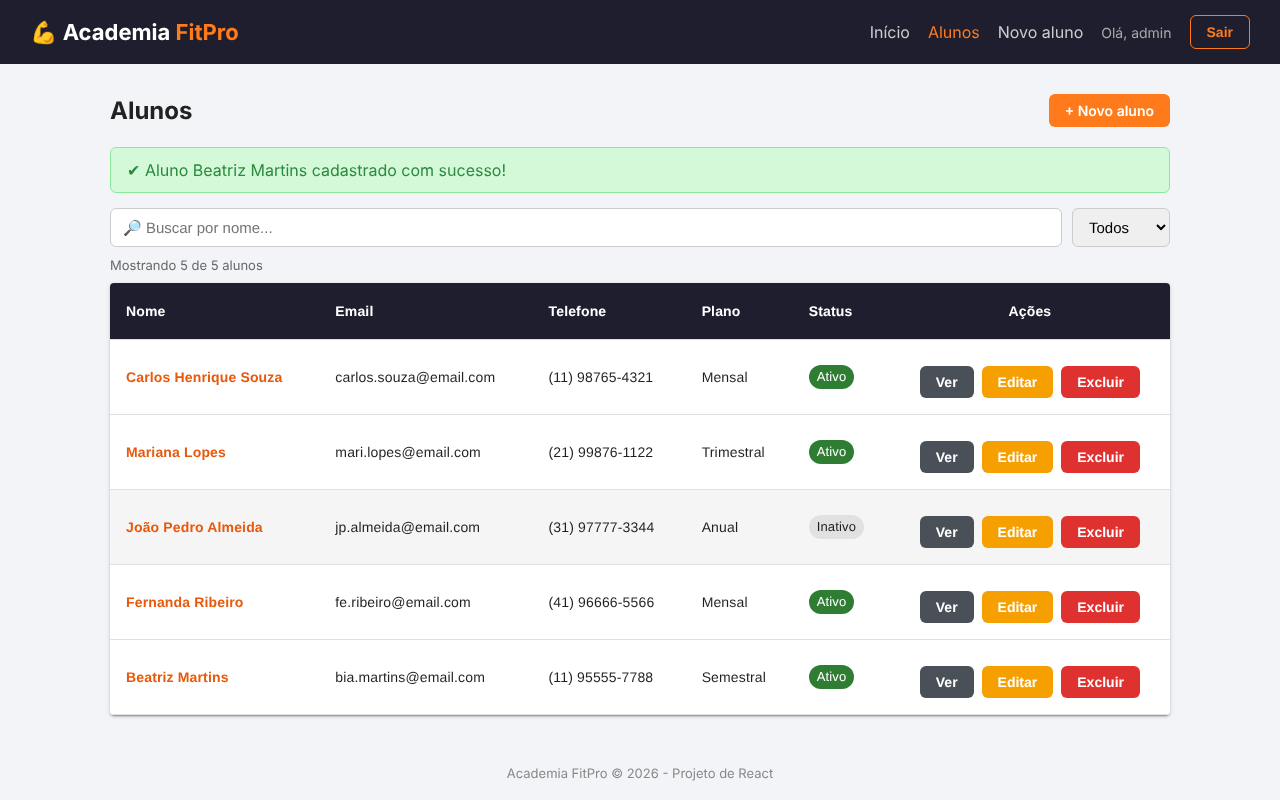 💪 Academia FitPro Início Alunos Novo aluno Olá, admin Sair
Alunos + Novo aluno
✔ Aluno Beatriz Martins cadastrado com sucesso!
🔎 Buscar por nome... Todos
Mostrando 5 de 5 alunos
Nome Email Telefone Plano Status Ações
Carlos Henrique Souza carlos.souza@email.com (11) 98765-4321 Mensal Ativo Ver Editar Excluir
Mariana Lopes mari.lopes@email.com (21) 99876-1122 Trimestral Ativo Ver Editar Excluir
João Pedro Almeida jp.almeida@email.com (31) 97777-3344 Anual Inativo Ver Editar Excluir
Fernanda Ribeiro fe.ribeiro@email.com (41) 96666-5566 Mensal Ativo Ver Editar Excluir
Beatriz Martins bia.martins@email.com (11) 95555-7788 Semestral Ativo Ver Editar Excluir
Academia FitPro © 2026 - Projeto de React